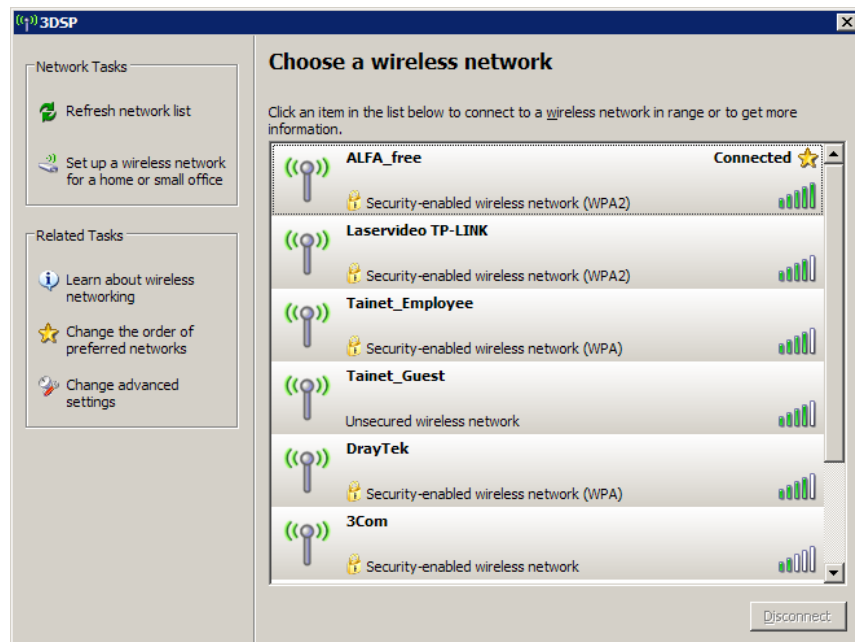 3DSP
Network Tasks
Refresh network list
Set up a wireless network
for a home or small office
Related Tasks
Learn about wireless
networking
Change the order of
preferred networks
Change advanced
settings
Choose a wireless network
Click an item in the list below to connect to a wireless network in range or to get more
information.
ALFA_free Connected
Security-enabled wireless network (WPA2)
Laservideo TP-LINK
Security-enabled wireless network (WPA2)
Tainet_Employee
Security-enabled wireless network (WPA)
Tainet_Guest
Unsecured wireless network
DrayTek
Security-enabled wireless network (WPA)
3Com
Security-enabled wireless network
Disconnect